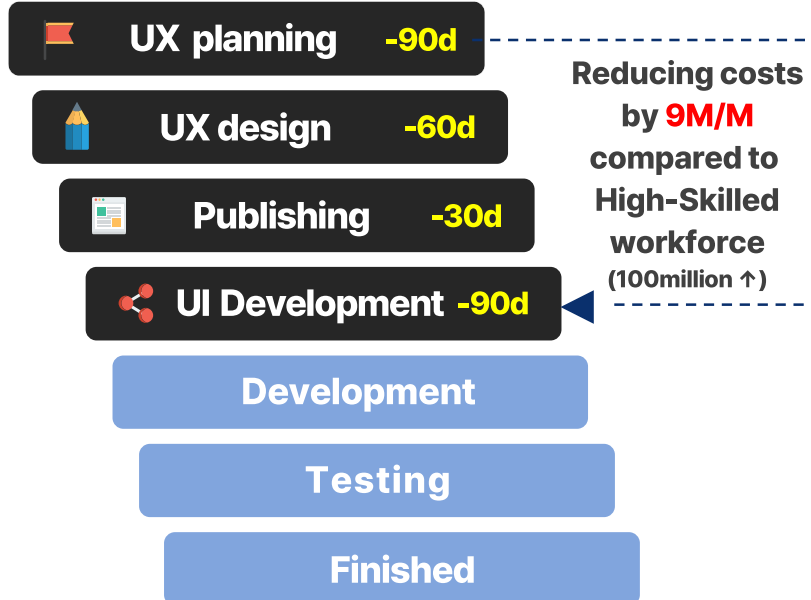 UX planning -90d
UX design -60d
Publishing -30d
UI Development -90d
Development
Testing
Finished
Reducing costs
by 9M/M
compared to
High-Skilled
workforce
(100million ↑)